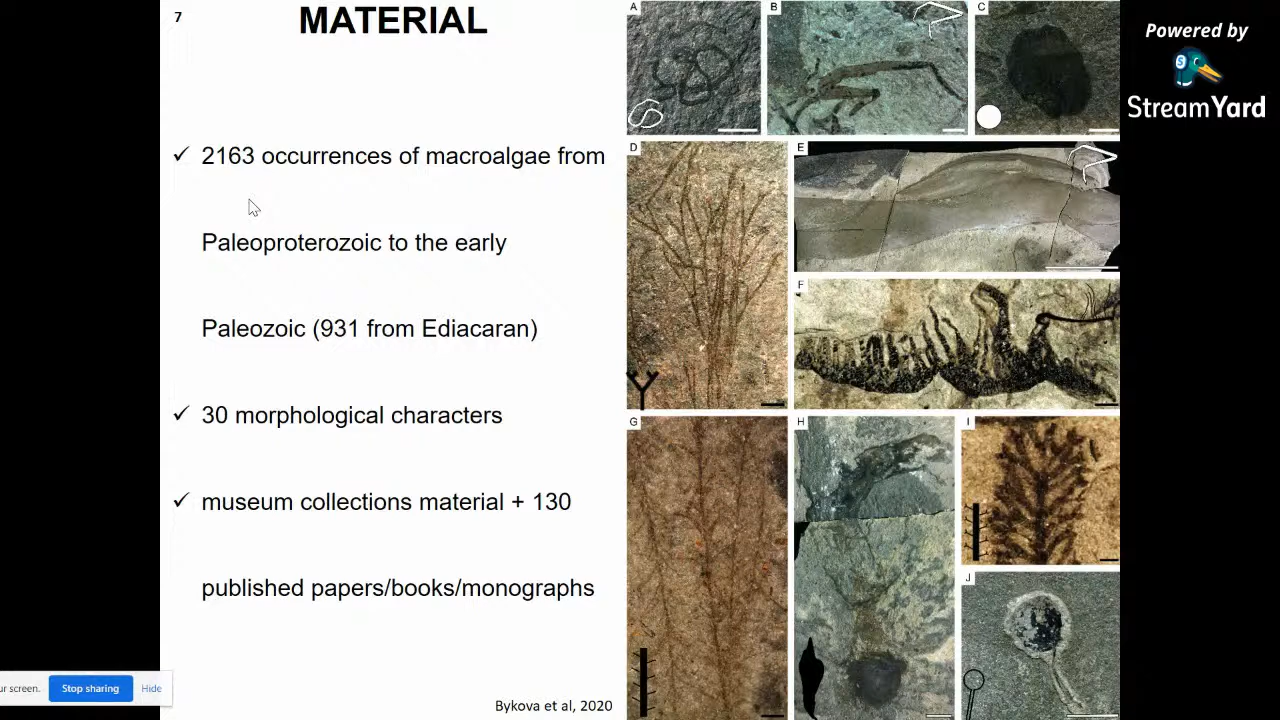 7
MATERIAL
✓ 2163 occurrences of macroalgae from
Paleoproterozoic to the early
Paleozoic (931 from Ediacaran)
✓ 30 morphological characters
✓ museum collections material + 130
published papers/books/monographs
Bykova et al, 2020
A
B
C
D
E
F
G
H
I
J
Powered by
StreamYard
ur screen.
Stop sharing
Hide